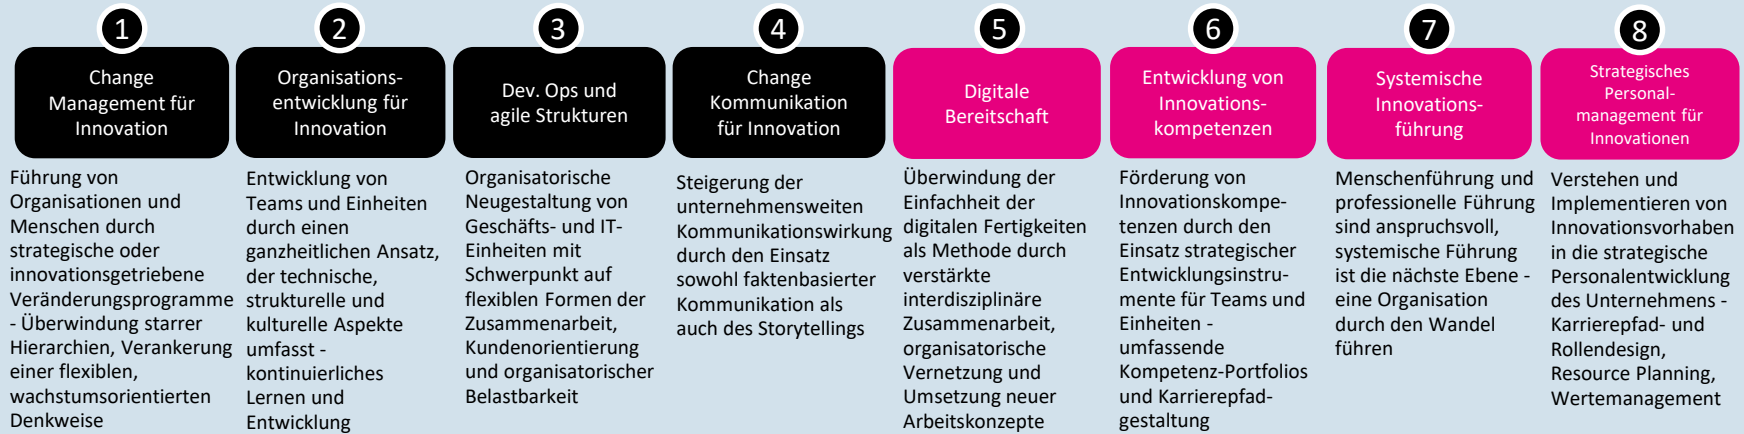 1
Change
Management für
Innovation
Führung von
Organisationen und
Menschen durch
strategische oder
innovationsgetriebene
Veränderungsprogramme
- Überwindung starrer
Hierarchien, Verankerung
einer flexiblen,
wachstumsorientierten
Denkweise
2
Organisations-
entwicklung für
Innovation
Entwicklung von
Teams und Einheiten
durch einen
ganzheitlichen Ansatz,
der technische,
strukturelle und
kulturelle Aspekte
umfasst -
kontinuierliches
Lernen und
Entwicklung
3
Dev. Ops und
agile Strukturen
Organisatorische
Neugestaltung von
Geschäfts- und IT-
Einheiten mit
Schwerpunkt auf
flexiblen Formen der
Zusammenarbeit,
Kundenorientierung
und organisatorischer
Belastbarkeit
4
Change
Kommunikation
für Innovation
Steigerung der
unternehmensweiten
Kommunikationswirkung
durch den Einsatz
sowohl faktenbasierter
Kommunikation als
auch des Storytellings
5
Digitale
Bereitschaft
Überwindung der
Einfachheit der
digitalen Fertigkeiten
als Methode durch
verstärkte
interdisziplinäre
Zusammenarbeit,
organisatorische
Vernetzung und
Umsetzung neuer
Arbeitskonzepte
6
Entwicklung von
Innovations-
kompetenzen
Förderung von
Innovationskompe-
tenzen durch den
Einsatz strategischer
Entwicklungsinstru-
mente für Teams und
Einheiten -
umfassende
Kompetenz-Portfolios
und Karrierepfad-
gestaltung
7
Systemische
Innovations-
führung
Menschenführung und
professionelle Führung
sind anspruchsvoll,
systemische Führung
ist die nächste Ebene -
eine Organisation
durch den Wandel
führen
8
Strategisches
Personal-
management für
Innovationen
Verstehen und
Implementieren von
Innovationsvorhaben
in die strategische
Personalentwicklung
des Unternehmens -
Karrierepfad- und
Rollendesign,
Resource Planning,
Wertemanagement